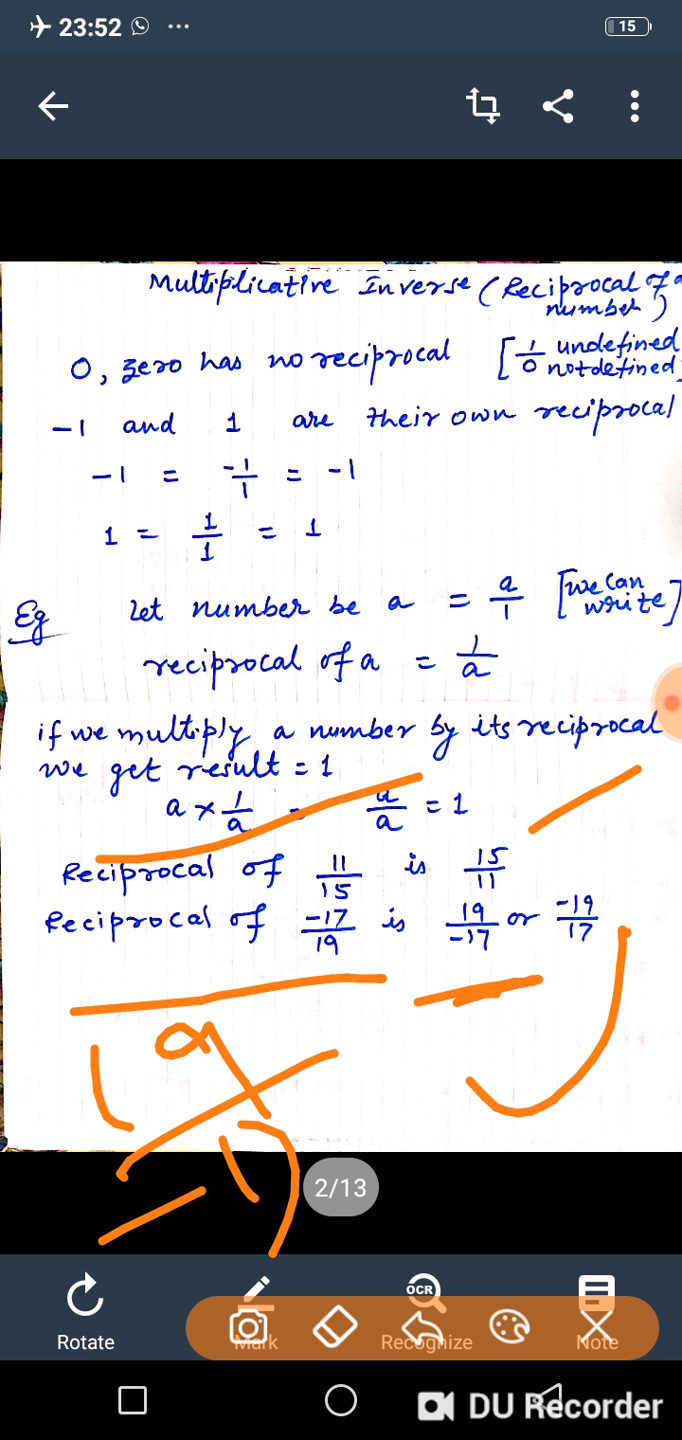 23:52
15
Multiplicative Inverse (Reciprocal of a
number)
0, zero has no reciprocal [1/0 undefined
not defined]
-1 and 1 are their own reciprocal
-1 = -1/1 = -1
1 = 1/1 = 1
Eg Let number be a = a/1 [we can
write]
reciprocal of a = 1/a
if we multiply a number by its reciprocal
we get result = 1
a × 1/a = a/a = 1
Reciprocal of 11/15 is 15/11
Reciprocal of -17/19 is 19/-17 or -19/17
2/13
OCR
Rotate Mark Recognize Note
DU Recorder